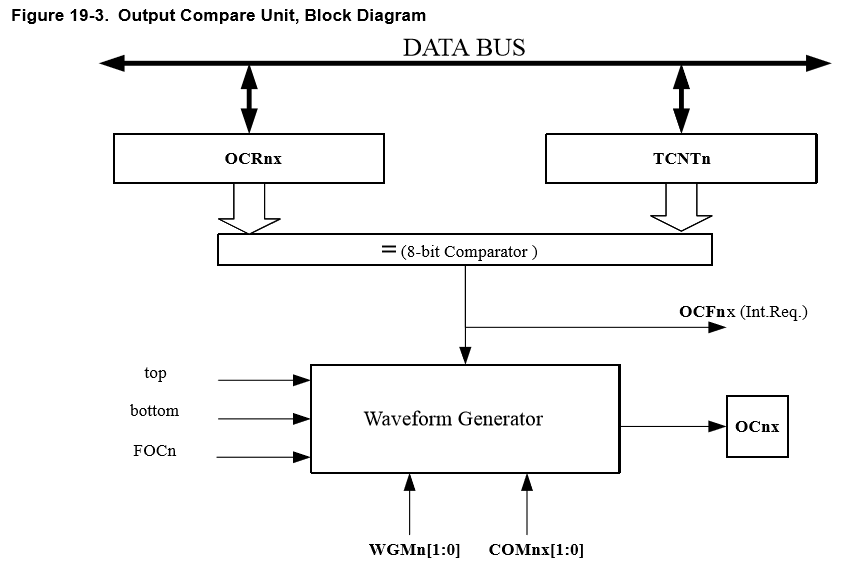 Figure 19-3. Output Compare Unit, Block Diagram
DATA BUS
OCRnx
TCNTn
= (8-bit Comparator )
OCFnx (Int.Req.)
top
bottom
FOCn
Waveform Generator
OCnx
WGMn[1:0]
COMnx[1:0]